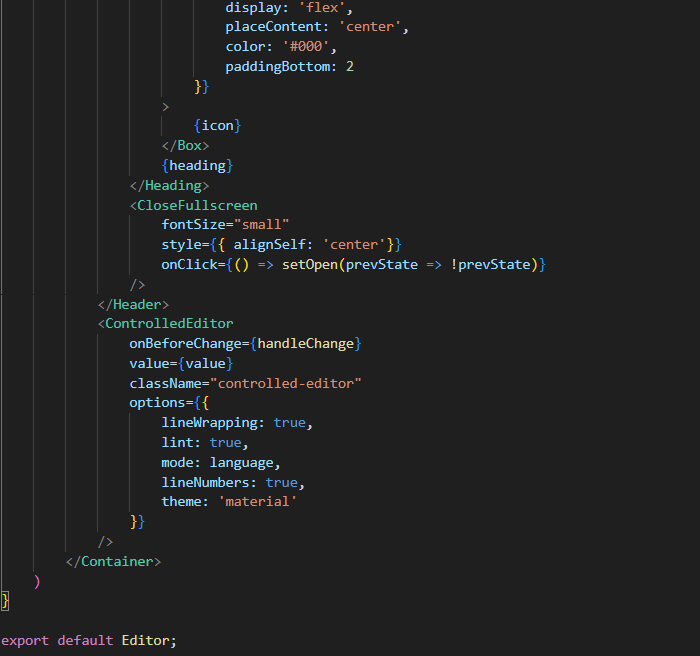 display: 'flex',
placeContent: 'center',
color: '#000',
paddingBottom: 2
}}
>
{icon}
</Box>
{heading}
</Heading>
<CloseFullscreen
fontSize="small"
style={{ alignSelf: 'center'}}
onClick={() => setOpen(prevState => !prevState)}
/>
</Header>
<ControlledEditor
onBeforeChange={handleChange}
value={value}
className="controlled-editor"
options={{
lineWrapping: true,
lint: true,
mode: language,
lineNumbers: true,
theme: 'material'
}}
/>
</Container>
)
}
export default Editor;